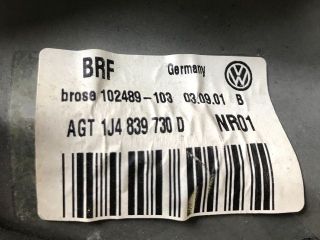 BRF Germany
brose 102489-103 03.09.01 B
AGT 1J4 839 730 D NR01